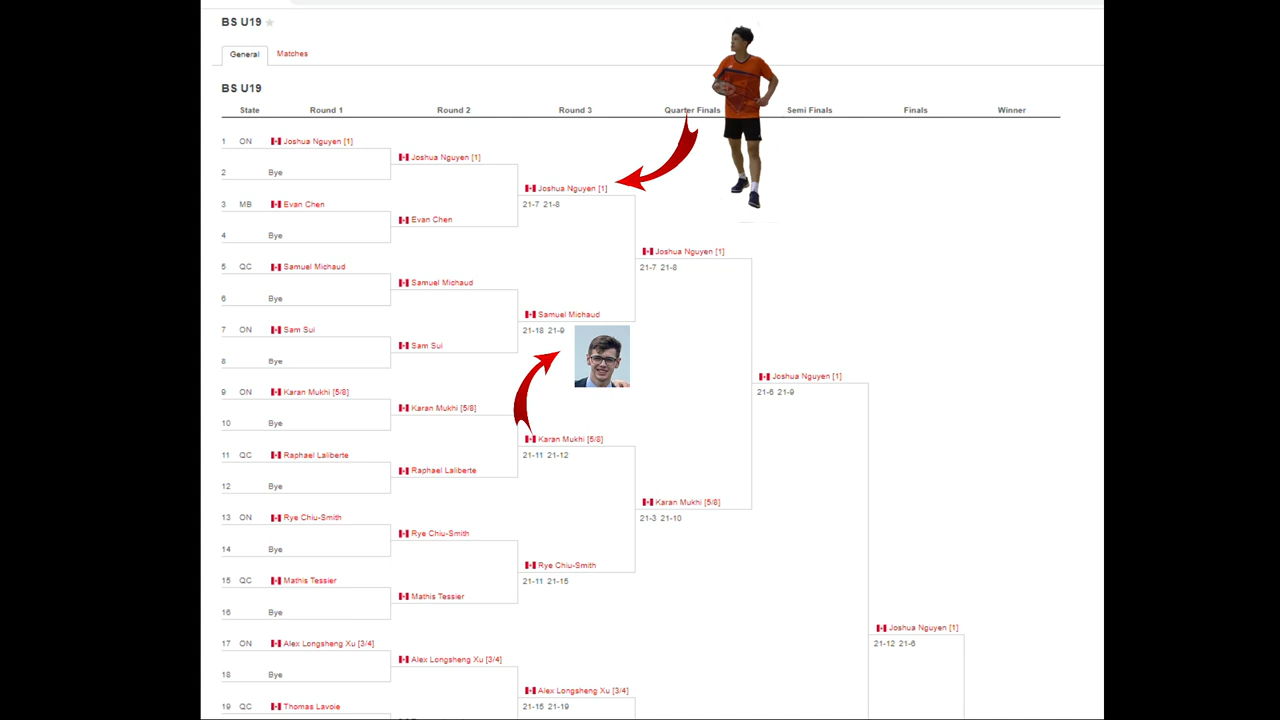 BS U19
General Matches
BS U19
State Round 1 Round 2 Round 3 Quarter Finals Semi Finals Finals Winner
1 ON Joshua Nguyen [1]
Joshua Nguyen [1]
2 Bye
Joshua Nguyen [1]
3 MB Evan Chen 21-7 21-8
Evan Chen
4 Bye
Joshua Nguyen [1]
5 QC Samuel Michaud 21-7 21-8
Samuel Michaud
6 Bye
Samuel Michaud
7 ON Sam Sui 21-18 21-9
Sam Sui
8 Bye
Joshua Nguyen [1]
9 ON Karan Mukhi [5/8] 21-6 21-9
Karan Mukhi [5/8]
10 Bye
Karan Mukhi [5/8]
11 QC Raphael Laliberte 21-11 21-12
Raphael Laliberte
12 Bye
Karan Mukhi [5/8]
13 ON Rye Chiu-Smith 21-3 21-10
Rye Chiu-Smith
14 Bye
Rye Chiu-Smith
15 QC Mathis Tessier 21-11 21-15
Mathis Tessier
16 Bye
Joshua Nguyen [1]
17 ON Alex Longsheng Xu [3/4] 21-12 21-6
Alex Longsheng Xu [3/4]
18 Bye
Alex Longsheng Xu [3/4]
19 QC Thomas Lavoie 21-15 21-19